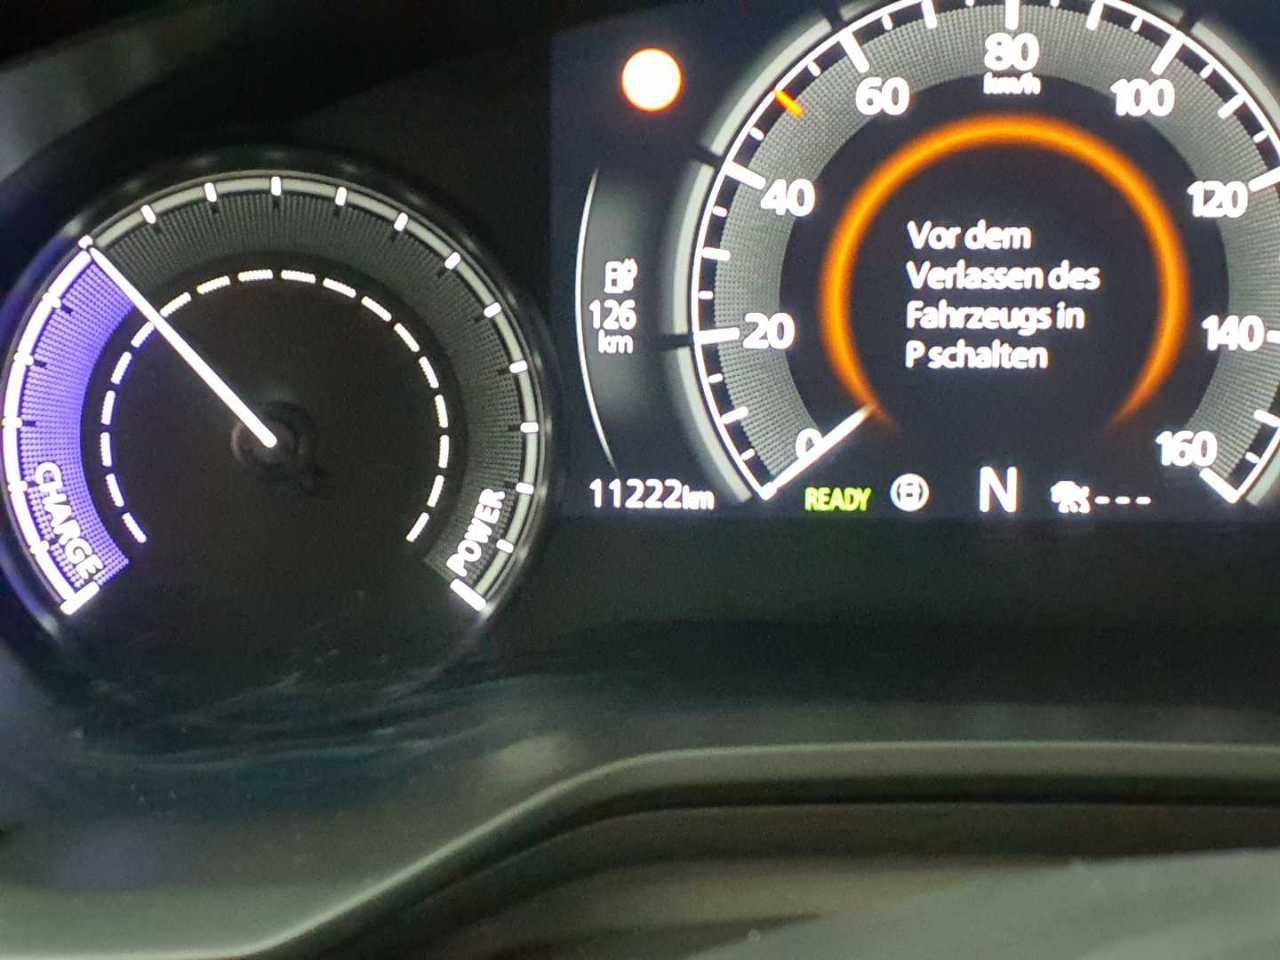 60
80
km/h
100
40
120
20
140
0
160
126
km
Vor dem
Verlassen des
Fahrzeugs in
P schalten
11222km
READY
N
---
CHARGE
POWER